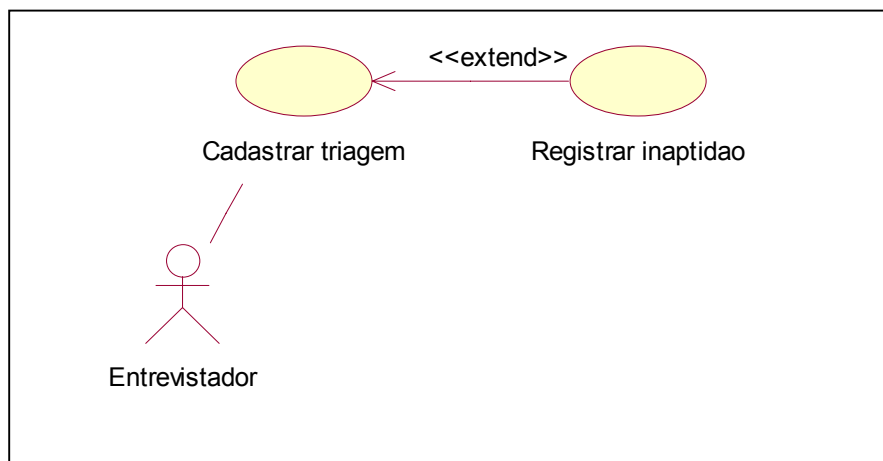 <<extend>>
Cadastrar triagem
Registrar inaptidao
Entrevistador